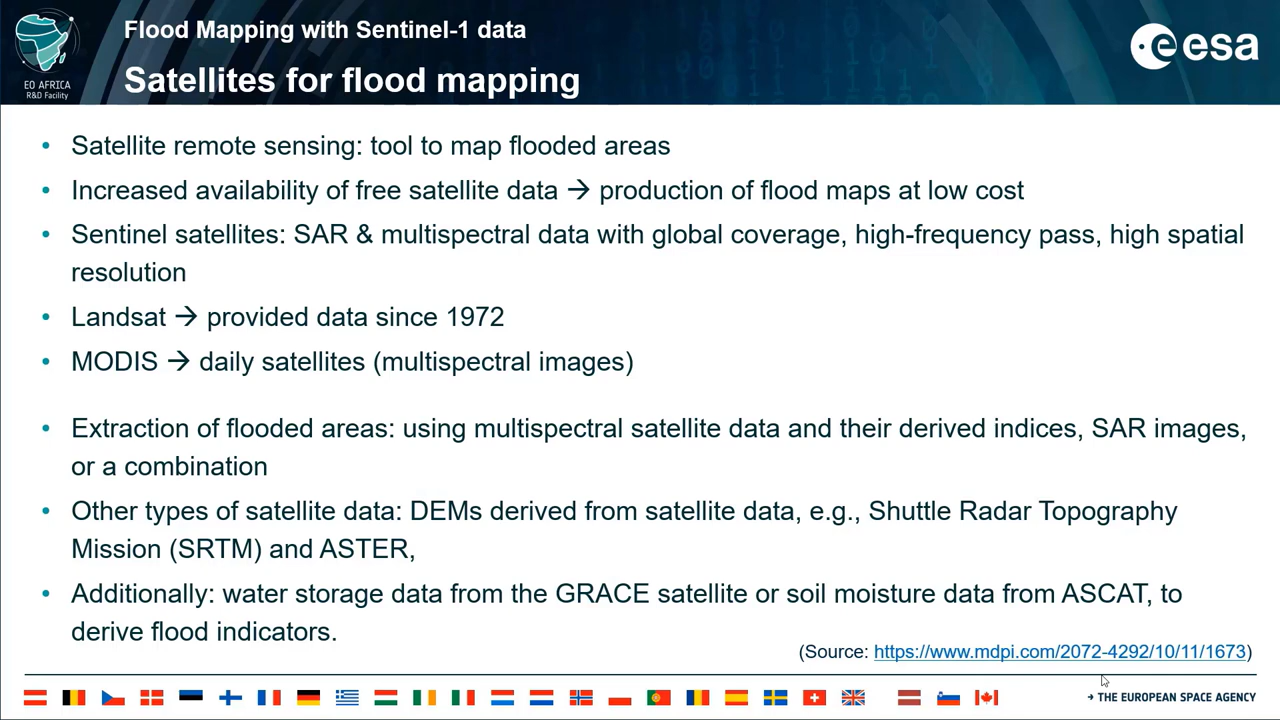 Flood Mapping with Sentinel-1 data
Satellites for flood mapping
EO AFRICA
R&D Facility
esa
• Satellite remote sensing: tool to map flooded areas
• Increased availability of free satellite data → production of flood maps at low cost
• Sentinel satellites: SAR & multispectral data with global coverage, high-frequency pass, high spatial
resolution
• Landsat → provided data since 1972
• MODIS → daily satellites (multispectral images)
• Extraction of flooded areas: using multispectral satellite data and their derived indices, SAR images,
or a combination
• Other types of satellite data: DEMs derived from satellite data, e.g., Shuttle Radar Topography
Mission (SRTM) and ASTER,
• Additionally: water storage data from the GRACE satellite or soil moisture data from ASCAT, to
derive flood indicators.
(Source: https://www.mdpi.com/2072-4292/10/11/1673)
→ THE EUROPEAN SPACE AGENCY